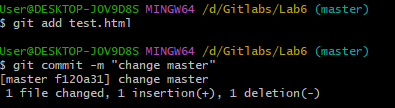 User@DESKTOP-JOV9D8S MINGW64 /d/Gitlabs/Lab6 (master)
$ git add test.html
User@DESKTOP-JOV9D8S MINGW64 /d/Gitlabs/Lab6 (master)
$ git commit -m "change master"
[master f120a31] change master
1 file changed, 1 insertion(+), 1 deletion(-)